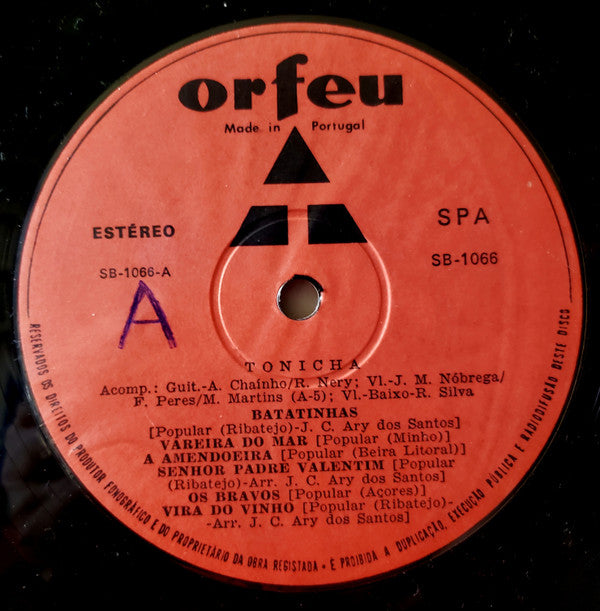 orfeu
Made in Portugal
ESTÉREO
SPA
SB-1066-A
SB-1066
A
TONICHA
Acomp.: Guit.-A. Chaínho/R. Nery; Vl.-J. M. Nóbrega/
F. Peres/M. Martins (A-5); Vl.-Baixo-R. Silva
BATATINHAS
[Popular (Ribatejo)-J. C. Ary dos Santos]
VAREIRA DO MAR [Popular (Minho)]
A AMENDOEIRA [Popular (Beira Litoral)]
SENHOR PADRE VALENTIM [Popular
(Ribatejo)-Arr. J. C. Ary dos Santos]
OS BRAVOS [Popular (Açores)]
VIRA DO VINHO [Popular (Ribatejo)-
-Arr. J. C. Ary dos Santos]
RESERVADOS OS DIREITOS DO PRODUTOR FONOGRÁFICO E DO PROPRIETÁRIO DA OBRA REGISTADA • É PROIBIDA A DUPLICAÇÃO, EXECUÇÃO PÚBLICA E RADIODIFUSÃO DESTE DISCO